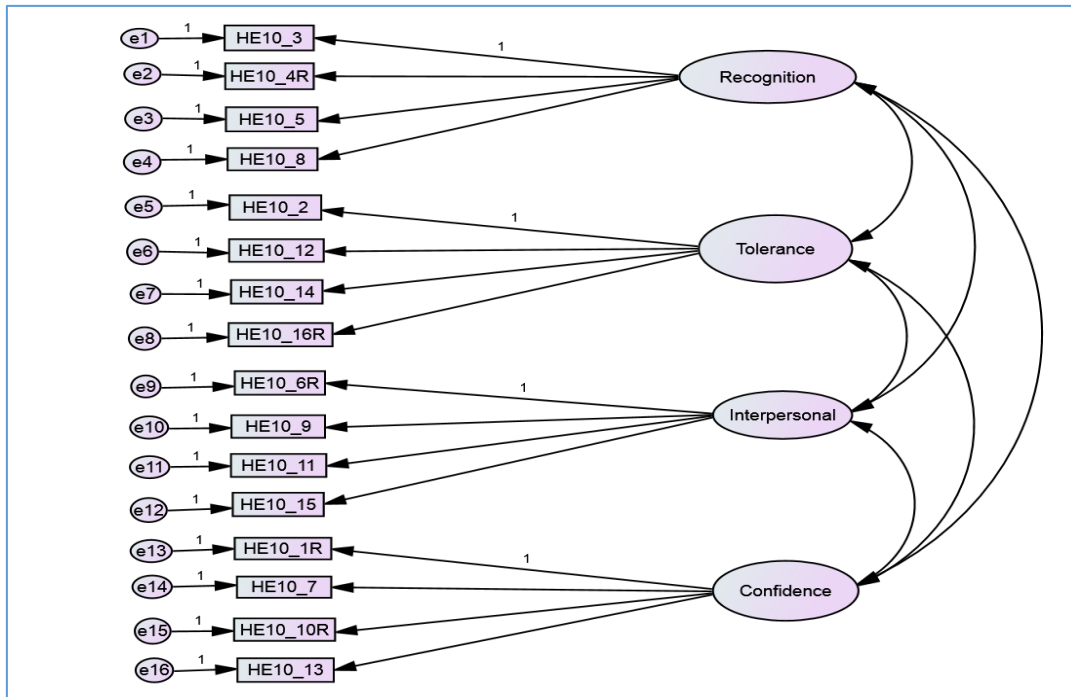 e1 1 HE10_3 1 Recognition
e2 1 HE10_4R
e3 1 HE10_5
e4 1 HE10_8
e5 1 HE10_2 1 Tolerance
e6 1 HE10_12
e7 1 HE10_14
e8 1 HE10_16R
e9 1 HE10_6R 1 Interpersonal
e10 1 HE10_9
e11 1 HE10_11
e12 1 HE10_15
e13 1 HE10_1R 1 Confidence
e14 1 HE10_7
e15 1 HE10_10R
e16 1 HE10_13